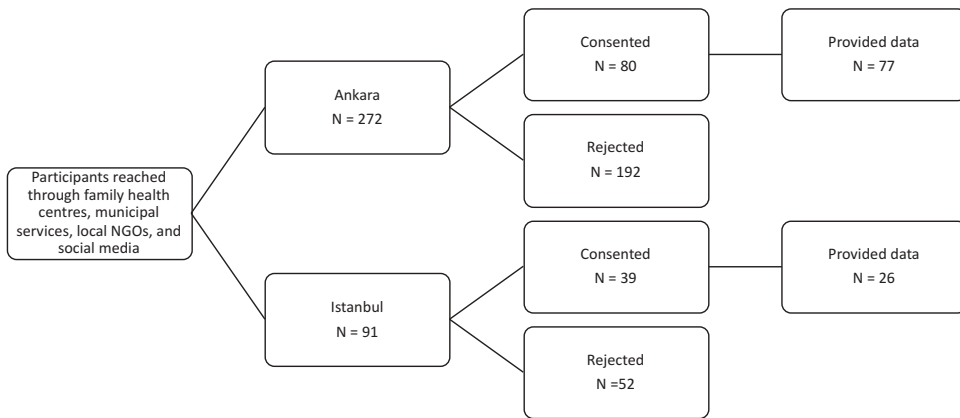 Participants reached
through family health
centres, municipal
services, local NGOs, and
social media
Ankara
N = 272
Consented
N = 80
Provided data
N = 77
Rejected
N = 192
Istanbul
N = 91
Consented
N = 39
Provided data
N = 26
Rejected
N =52